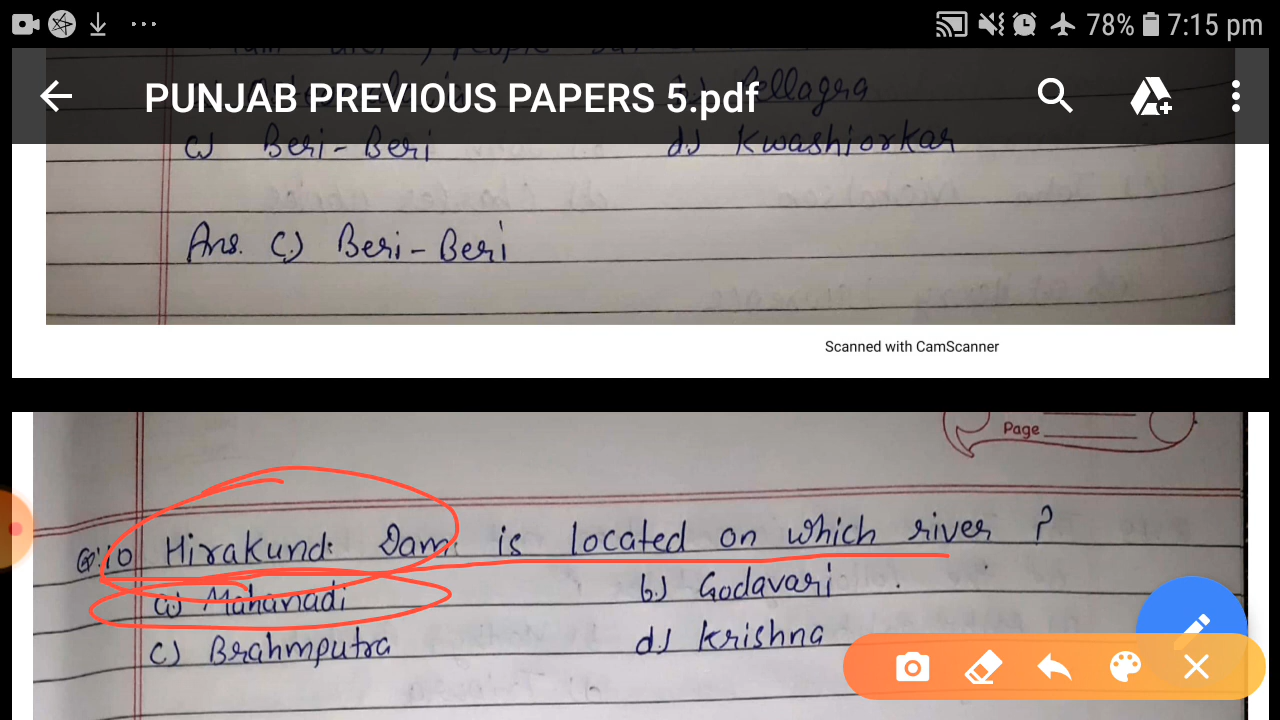 78% 7:15 pm
PUNJAB PREVIOUS PAPERS 5.pdf
Pellagra
c) Beri-Beri d.) Kwashiorkar
Ans. C.) Beri-Beri
Scanned with CamScanner
Page
Q.10 Hirakund Dam is located on which river ?
a) Mahanadi b.) Godavari
c) Brahmputra d.) Krishna